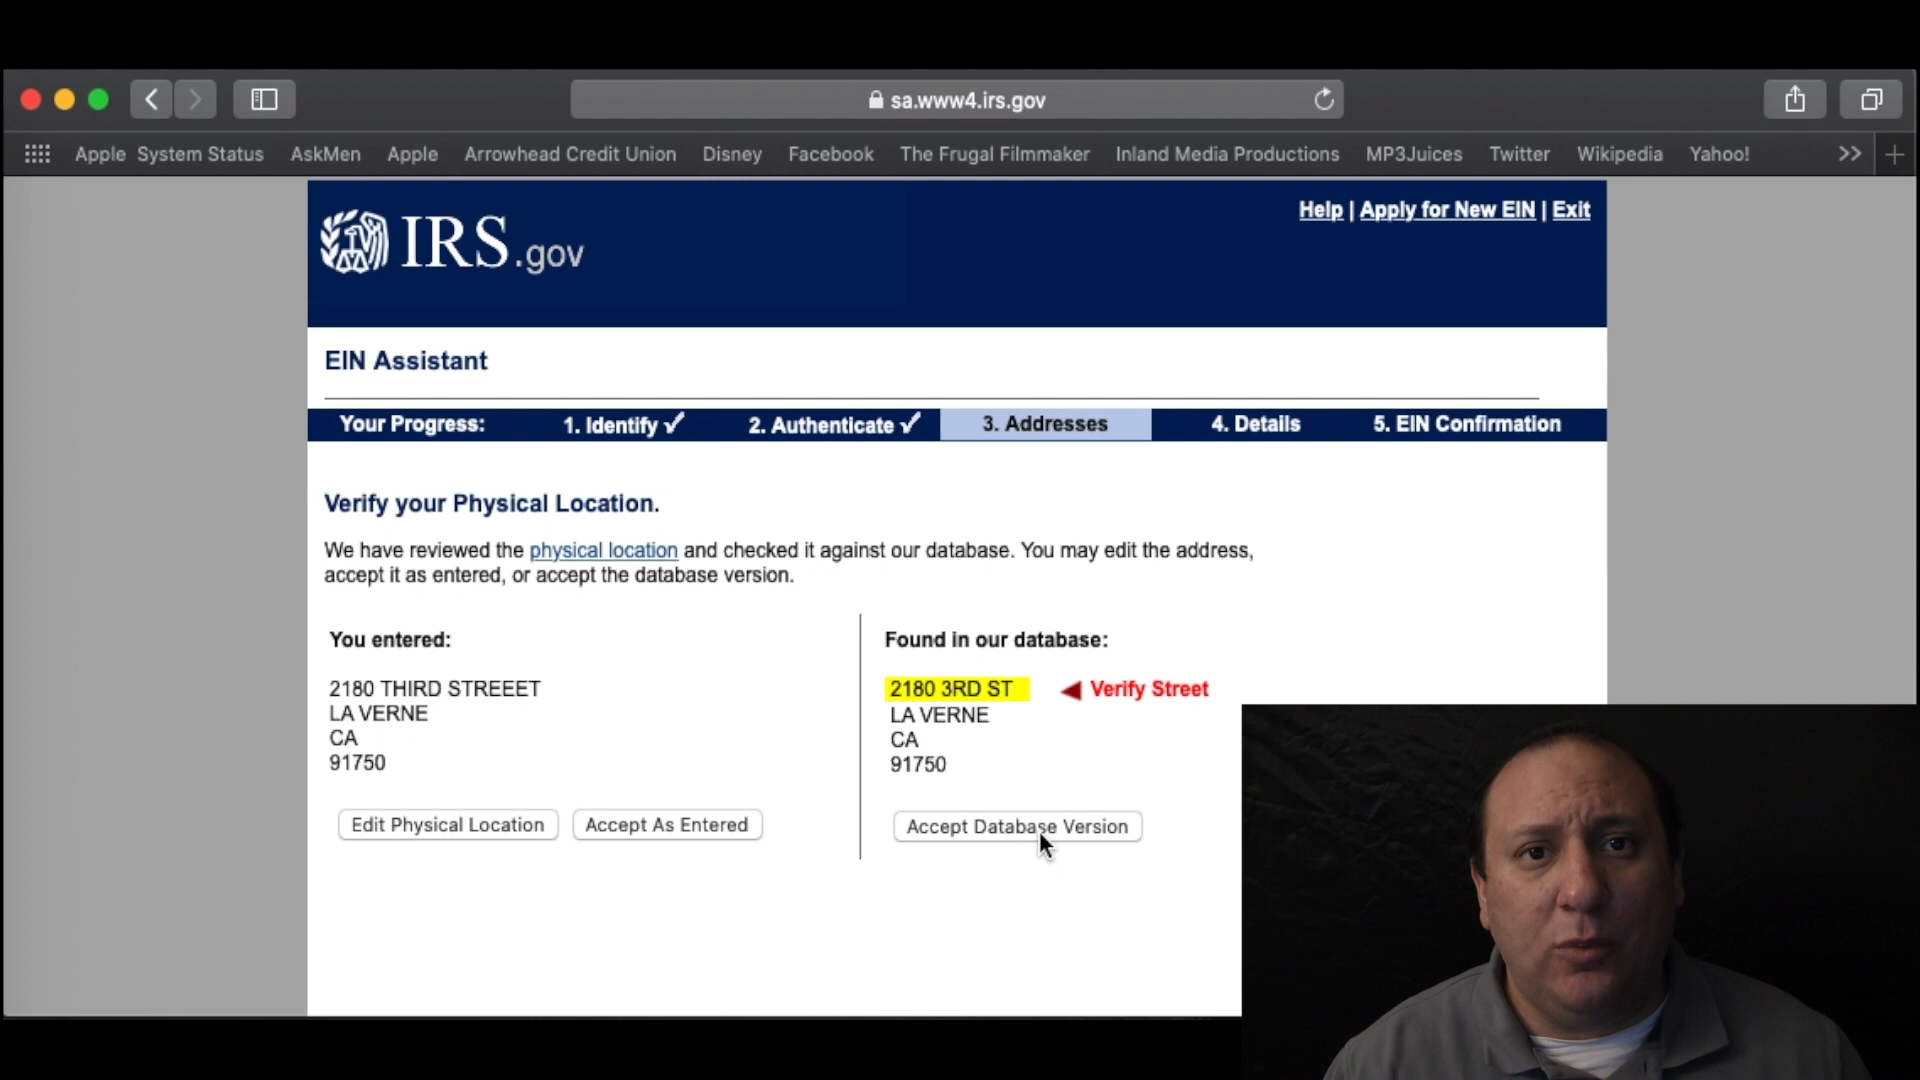 sa.www4.irs.gov
Apple System Status AskMen Apple Arrowhead Credit Union Disney Facebook The Frugal Filmmaker Inland Media Productions MP3Juices Twitter Wikipedia Yahoo! >>
IRS.gov
Help | Apply for New EIN | Exit
EIN Assistant
Your Progress: 1. Identify ✓ 2. Authenticate ✓ 3. Addresses 4. Details 5. EIN Confirmation
Verify your Physical Location.
We have reviewed the physical location and checked it against our database. You may edit the address,
accept it as entered, or accept the database version.
You entered:
2180 THIRD STREEET
LA VERNE
CA
91750
Edit Physical Location Accept As Entered
Found in our database:
2180 3RD ST ◀ Verify Street
LA VERNE
CA
91750
Accept Database Version